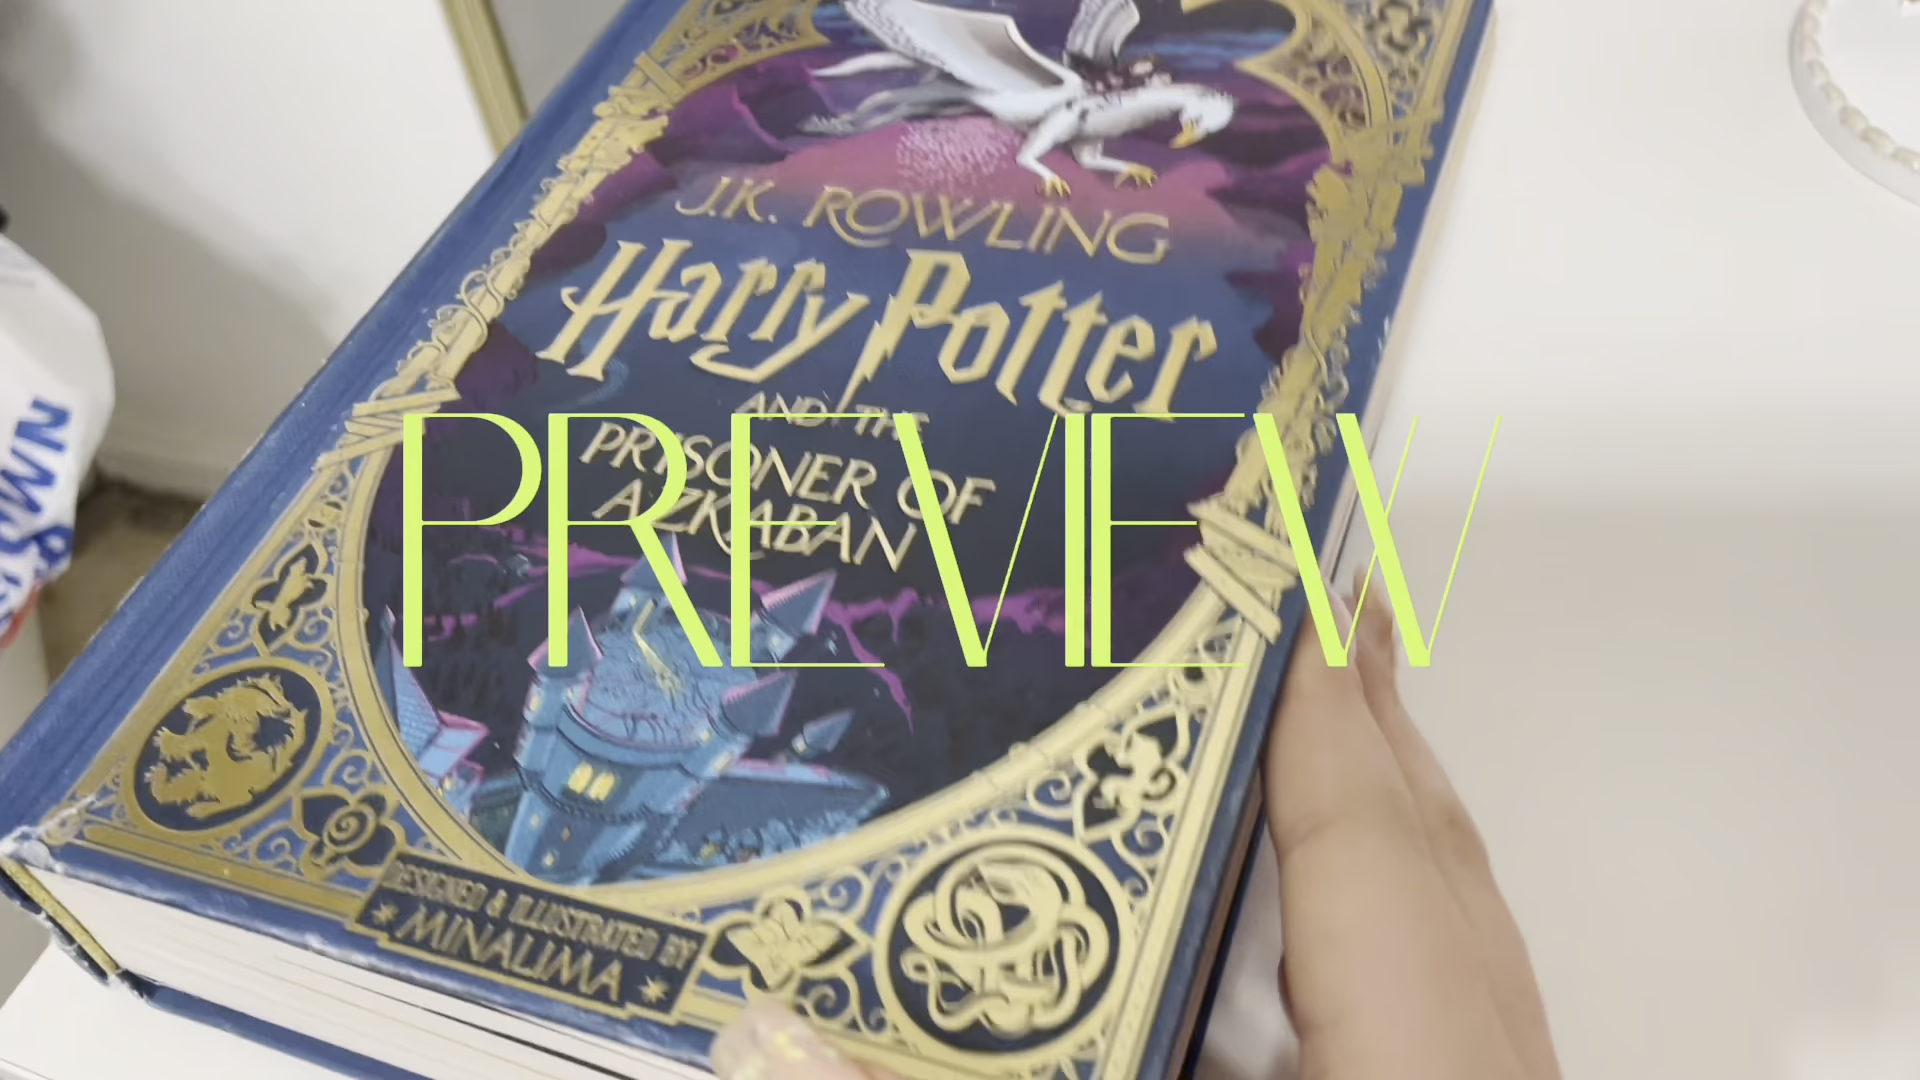 J.K. ROWLING
Harry Potter
AND THE
PRISONER OF
AZKABAN
PREVIEW
DESIGNED & ILLUSTRATED BY
MINALIMA